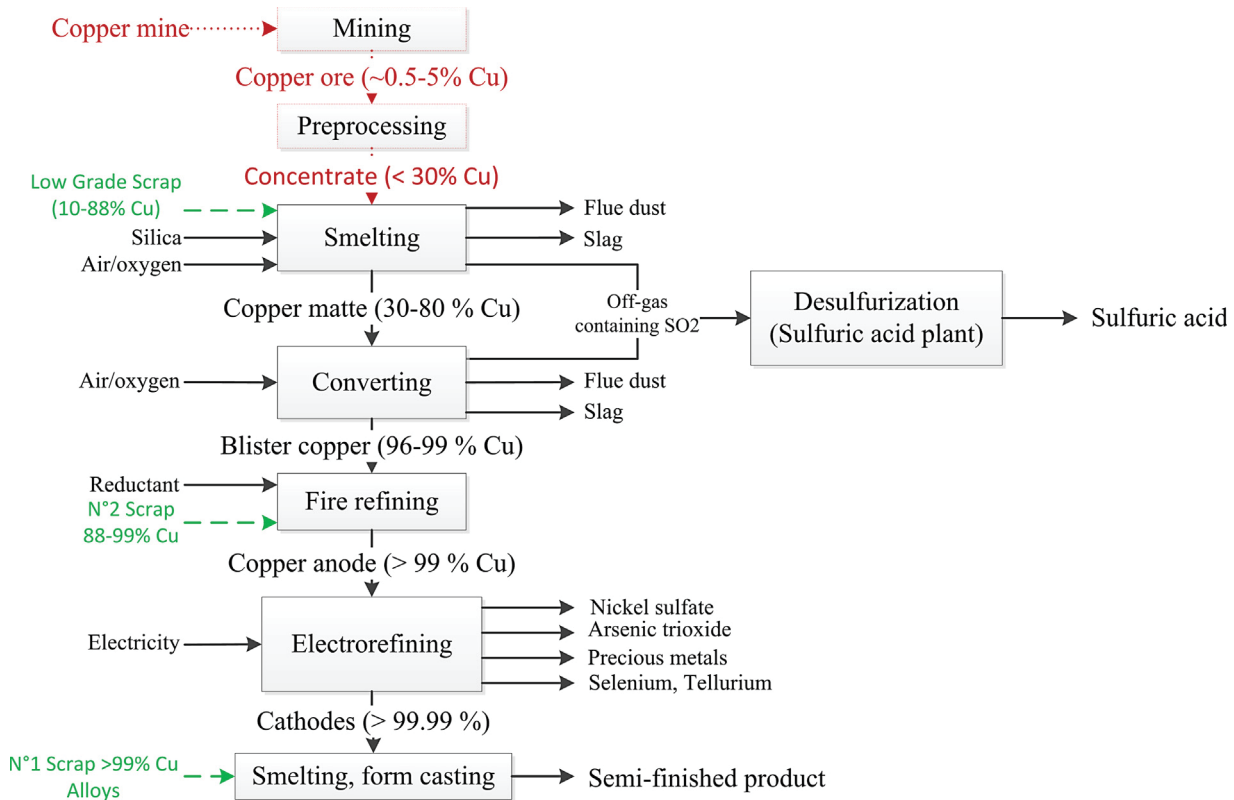 Copper mine
Mining
Copper ore (~0.5-5% Cu)
Preprocessing
Concentrate (< 30% Cu)
Low Grade Scrap
(10-88% Cu)
Silica
Air/oxygen
Smelting
Flue dust
Slag
Off-gas
containing SO2
Desulfurization
(Sulfuric acid plant)
Sulfuric acid
Copper matte (30-80 % Cu)
Air/oxygen
Converting
Flue dust
Slag
Blister copper (96-99 % Cu)
Reductant
N°2 Scrap
88-99% Cu
Fire refining
Copper anode (> 99 % Cu)
Electricity
Electrorefining
Nickel sulfate
Arsenic trioxide
Precious metals
Selenium, Tellurium
Cathodes (> 99.99 %)
N°1 Scrap >99% Cu
Alloys
Smelting, form casting
Semi-finished product